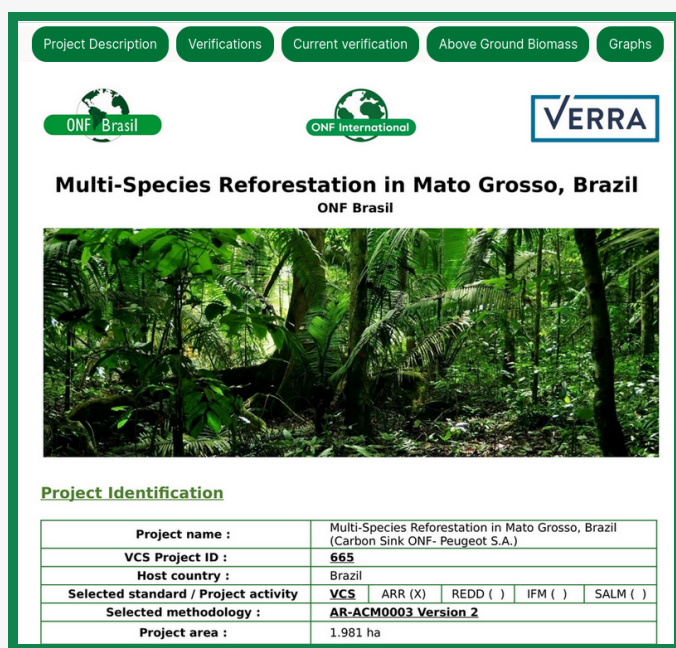 Project Description Verifications Current verification Above Ground Biomass Graphs
ONF Brasil ONF International VERRA
Multi-Species Reforestation in Mato Grosso, Brazil
ONF Brasil
Project Identification
Project name : Multi-Species Reforestation in Mato Grosso, Brazil
(Carbon Sink ONF- Peugeot S.A.)
VCS Project ID : 665
Host country : Brazil
Selected standard / Project activity VCS ARR (X) REDD ( ) IFM ( ) SALM ( )
Selected methodology : AR-ACM0003 Version 2
Project area : 1.981 ha